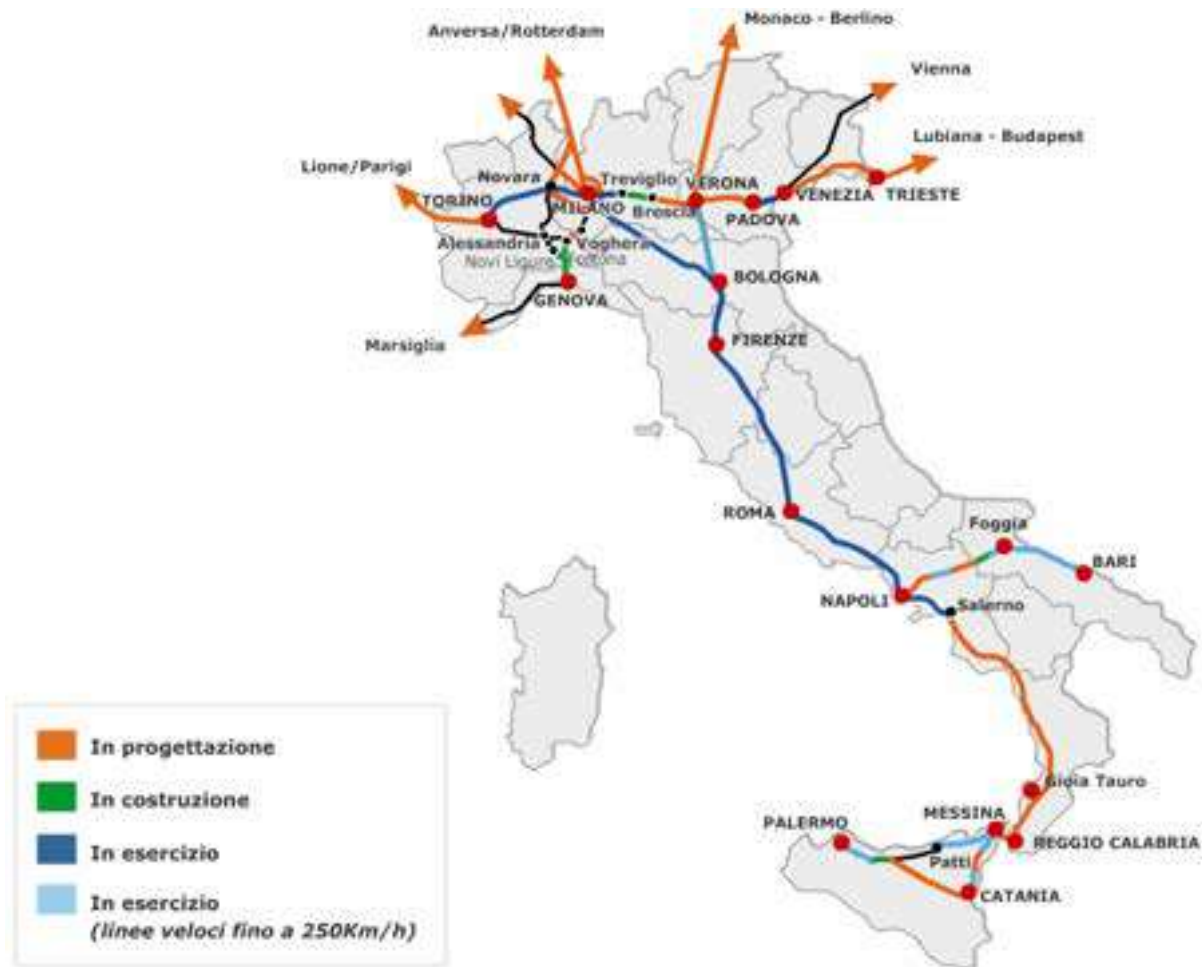 Monaco - Berlino
Anversa/Rotterdam
Vienna
Lubiana - Budapest
Lione/Parigi
Novara
Treviglio
VERONA
TORINO
MILANO
Brescia
PADOVA
VENEZIA
TRIESTE
Alessandria
Voghera
Novi Ligure
Tortona
GENOVA
BOLOGNA
Marsiglia
FIRENZE
ROMA
Foggia
BARI
NAPOLI
Salerno
Gioia Tauro
MESSINA
PALERMO
REGGIO CALABRIA
Patti
CATANIA
In progettazione
In costruzione
In esercizio
In esercizio
(linee veloci fino a 250Km/h)